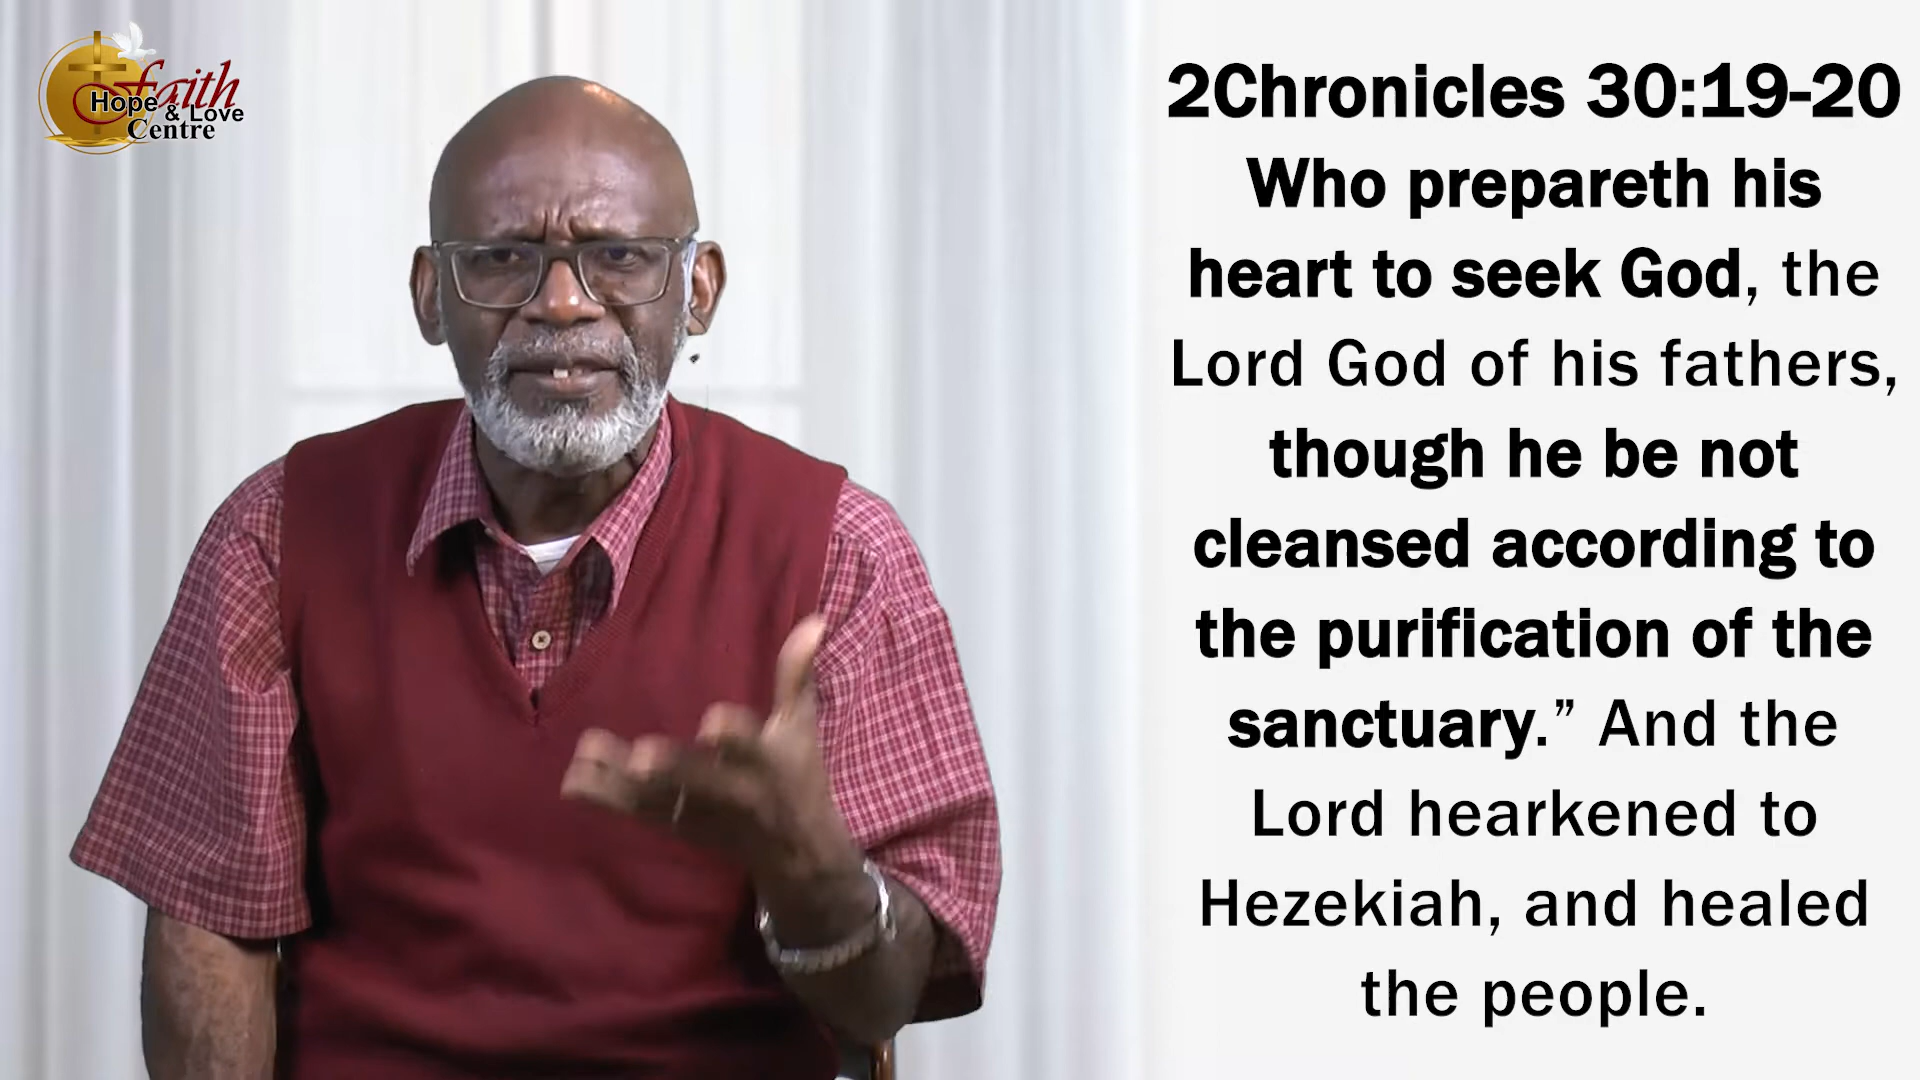 faith
Hope & Love
Centre
2Chronicles 30:19-20
Who prepareth his
heart to seek God, the
Lord God of his fathers,
though he be not
cleansed according to
the purification of the
sanctuary.” And the
Lord hearkened to
Hezekiah, and healed
the people.